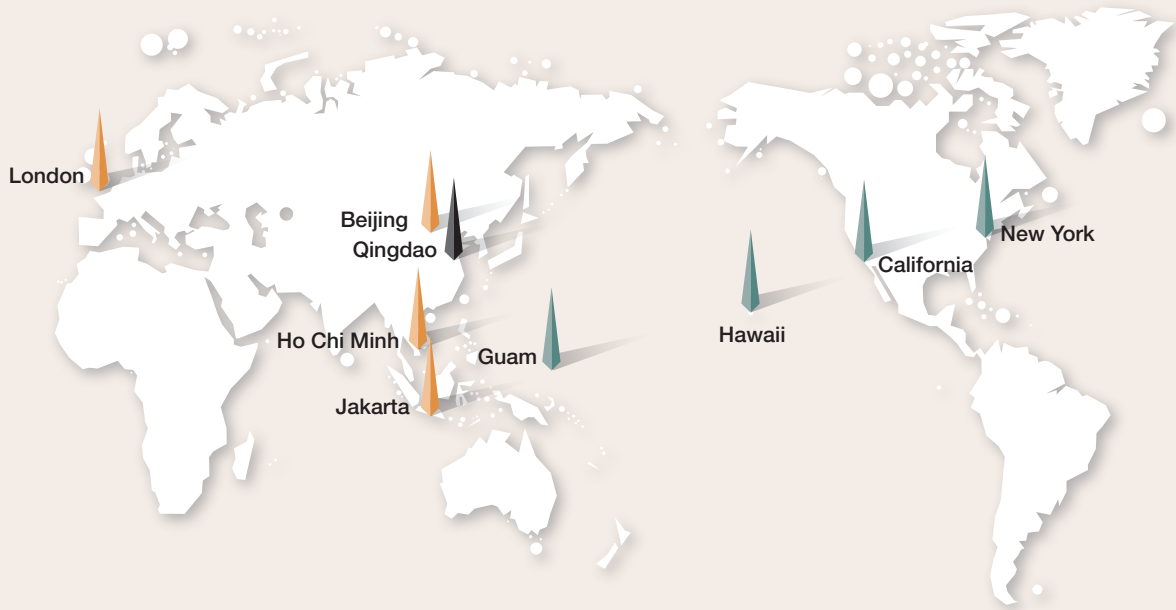 London
Beijing
Qingdao
New York
California
Hawaii
Ho Chi Minh
Guam
Jakarta